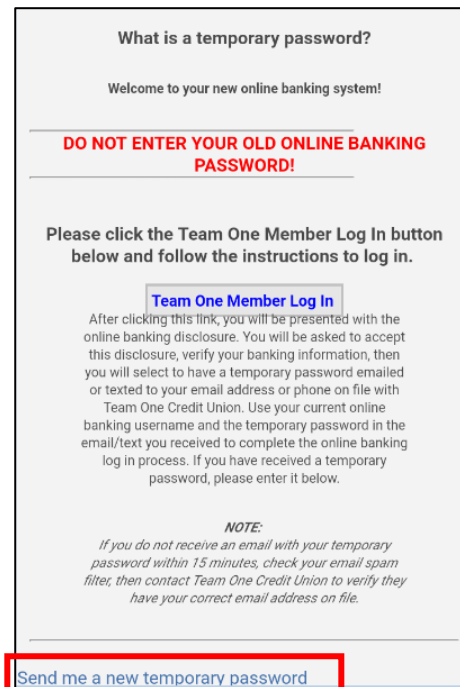 What is a temporary password?
Welcome to your new online banking system!
DO NOT ENTER YOUR OLD ONLINE BANKING
PASSWORD!
Please click the Team One Member Log In button
below and follow the instructions to log in.
Team One Member Log In
After clicking this link, you will be presented with the
online banking disclosure. You will be asked to accept
this disclosure, verify your banking information, then
you will select to have a temporary password emailed
or texted to your email address or phone on file with
Team One Credit Union. Use your current online
banking username and the temporary password in the
email/text you received to complete the online banking
log in process. If you have received a temporary
password, please enter it below.
NOTE:
If you do not receive an email with your temporary
password within 15 minutes, check your email spam
filter, then contact Team One Credit Union to verify they
have your correct email address on file.
Send me a new temporary password